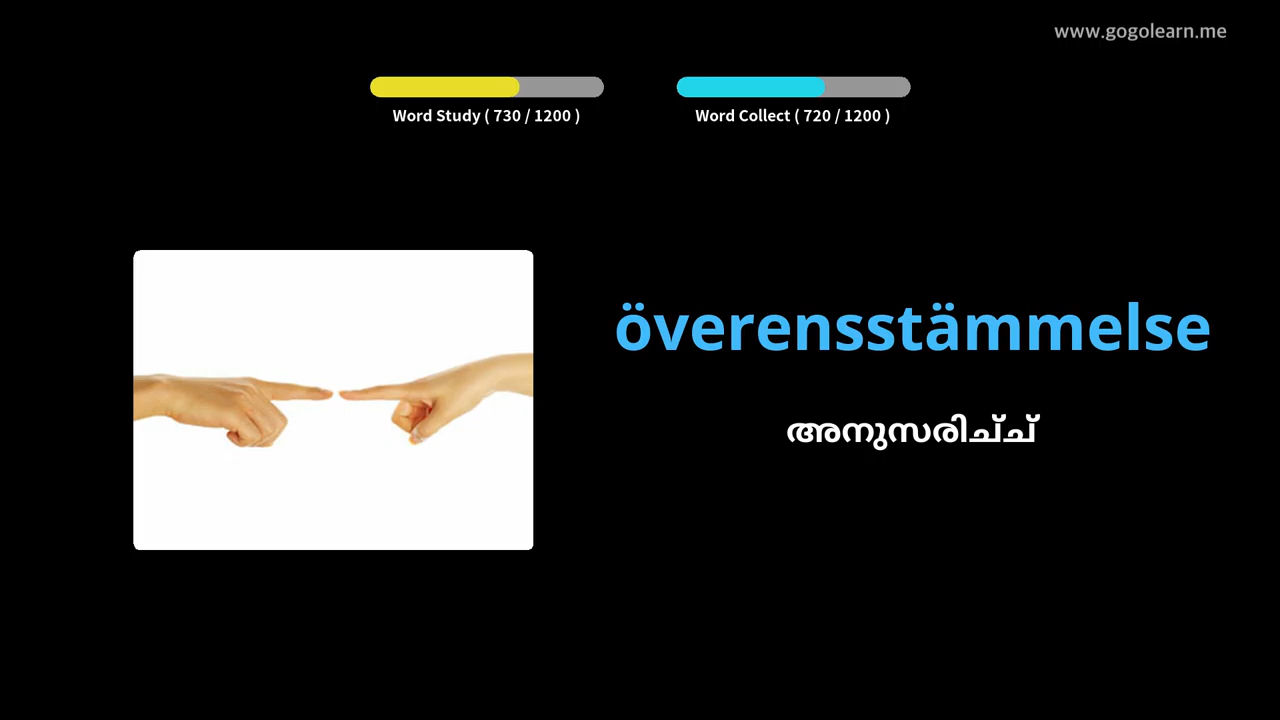 www.gogolearn.me
Word Study ( 730 / 1200 )
Word Collect ( 720 / 1200 )
överensstämmelse
അനുസരിച്ച്